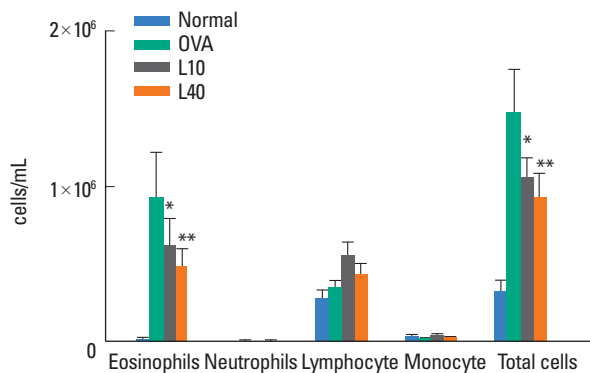 2×10⁶
Normal
OVA
L10
L40
cells/mL
1×10⁶
*
**
*
**
0
Eosinophils Neutrophils Lymphocyte Monocyte Total cells